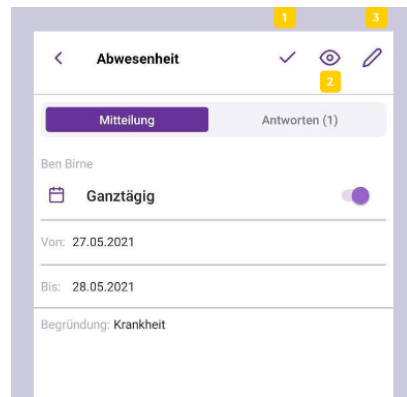 1 3
Abwesenheit
2
Mitteilung Antworten (1)
Ben Birne
Ganztägig
Von: 27.05.2021
Bis: 28.05.2021
Begründung: Krankheit